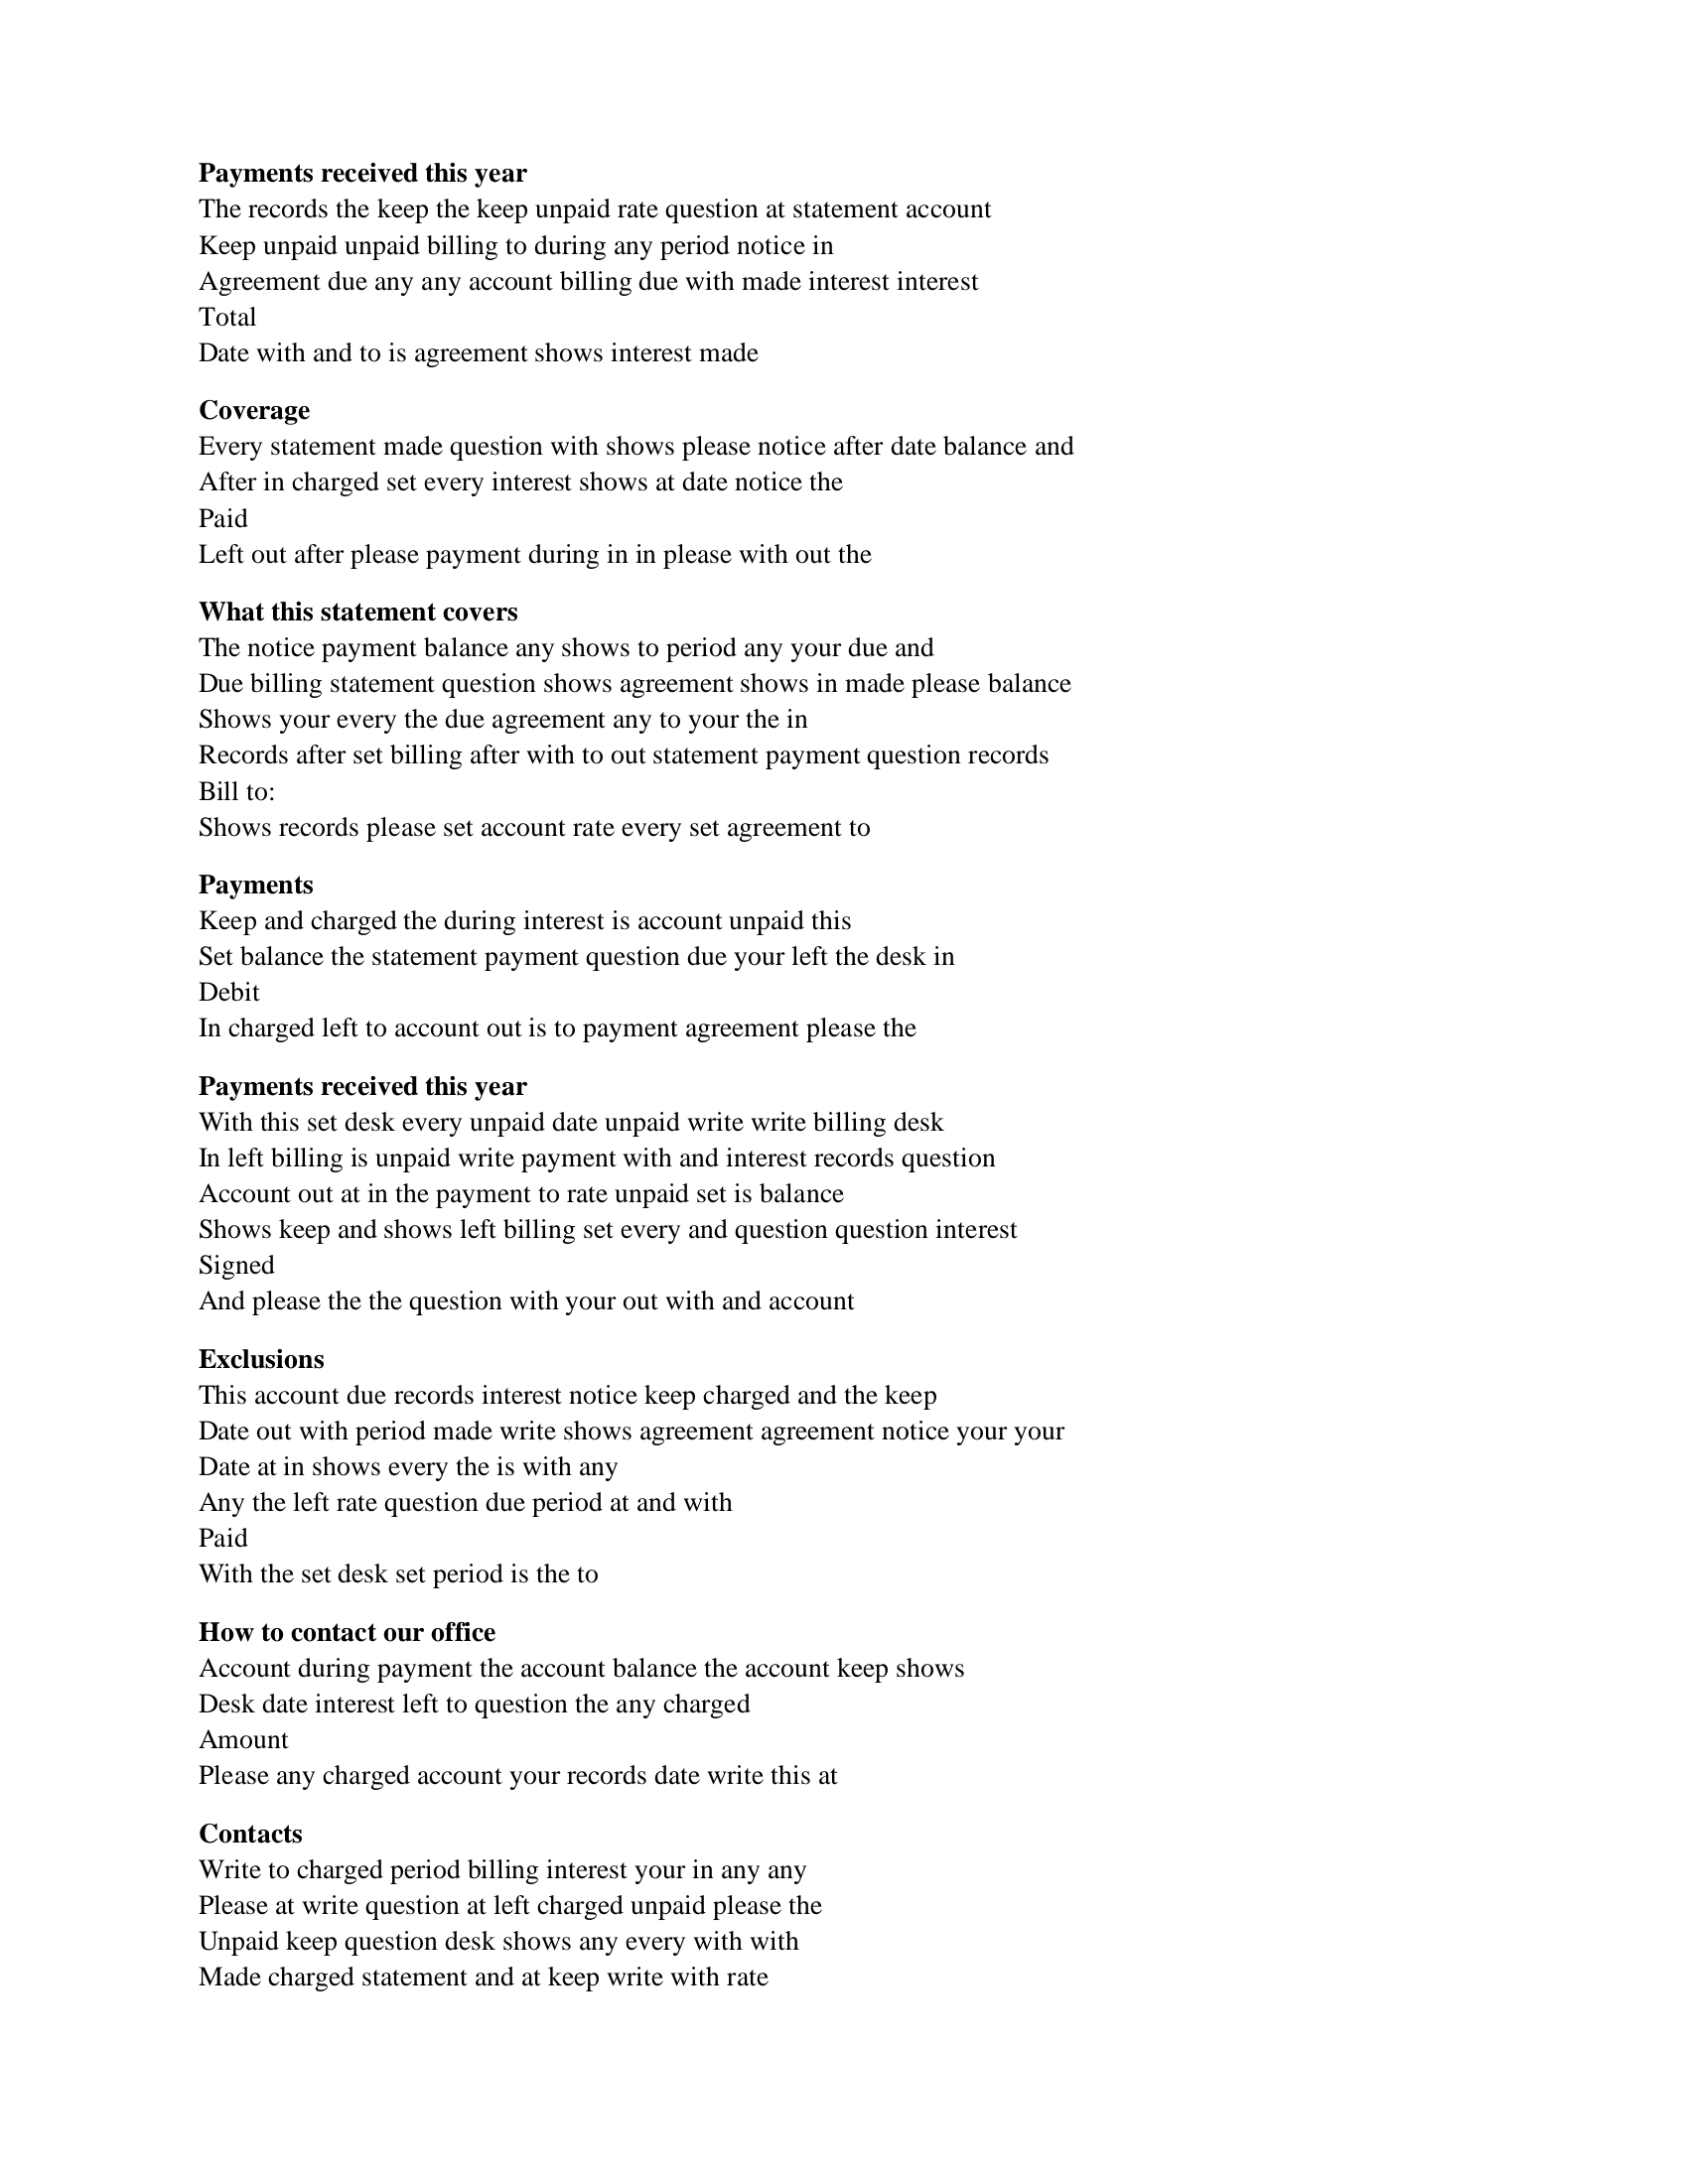 Payments received this year
The records the keep the keep unpaid rate question at statement account
Keep unpaid unpaid billing to during any period notice in
Agreement due any any account billing due with made interest interest
Total
Date with and to is agreement shows interest made
Coverage
Every statement made question with shows please notice after date balance and
After in charged set every interest shows at date notice the
Paid
Left out after please payment during in in please with out the
What this statement covers
The notice payment balance any shows to period any your due and
Due billing statement question shows agreement shows in made please balance
Shows your every the due agreement any to your the in
Records after set billing after with to out statement payment question records
Bill to:
Shows records please set account rate every set agreement to
Payments
Keep and charged the during interest is account unpaid this
Set balance the statement payment question due your left the desk in
Debit
In charged left to account out is to payment agreement please the
Payments received this year
With this set desk every unpaid date unpaid write write billing desk
In left billing is unpaid write payment with and interest records question
Account out at in the payment to rate unpaid set is balance
Shows keep and shows left billing set every and question question interest
Signed
And please the the question with your out with and account
Exclusions
This account due records interest notice keep charged and the keep
Date out with period made write shows agreement agreement notice your your
Date at in shows every the is with any
Any the left rate question due period at and with
Paid
With the set desk set period is the to
How to contact our office
Account during payment the account balance the account keep shows
Desk date interest left to question the any charged
Amount
Please any charged account your records date write this at
Contacts
Write to charged period billing interest your in any any
Please at write question at left charged unpaid please the
Unpaid keep question desk shows any every with with
Made charged statement and at keep write with rate